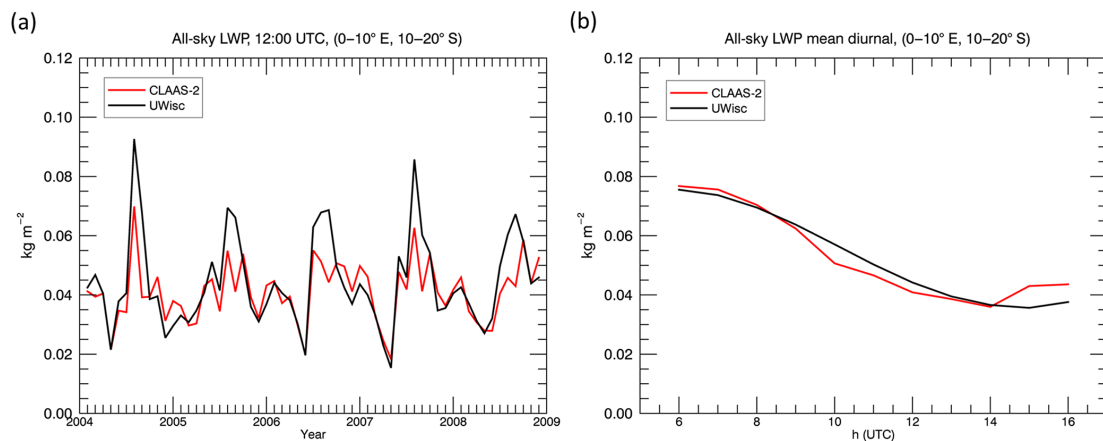 (a)
All-sky LWP, 12:00 UTC, (0–10° E, 10–20° S)
0.12
0.10
0.08
0.06
0.04
0.02
0.00
kg m−2
CLAAS-2
UWisc
2004
2005
2006
2007
2008
2009
Year
(b)
All-sky LWP mean diurnal, (0–10° E, 10–20° S)
0.12
0.10
0.08
0.06
0.04
0.02
0.00
kg m−2
CLAAS-2
UWisc
6
8
10
12
14
16
h (UTC)